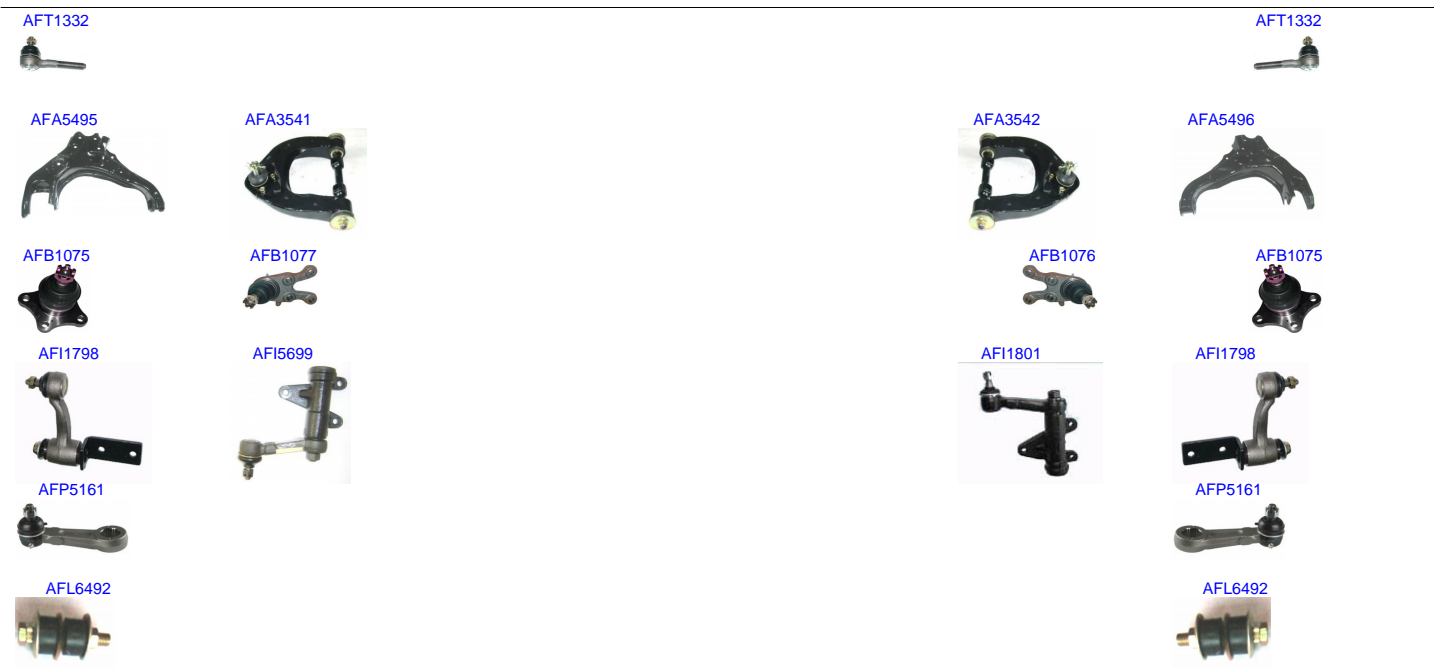 AFT1332 AFT1332
AFA5495 AFA3541 AFA3542 AFA5496
AFB1075 AFB1077 AFB1076 AFB1075
AFI1798 AFI5699 AFI1801 AFI1798
AFP5161 AFP5161
AFL6492 AFL6492